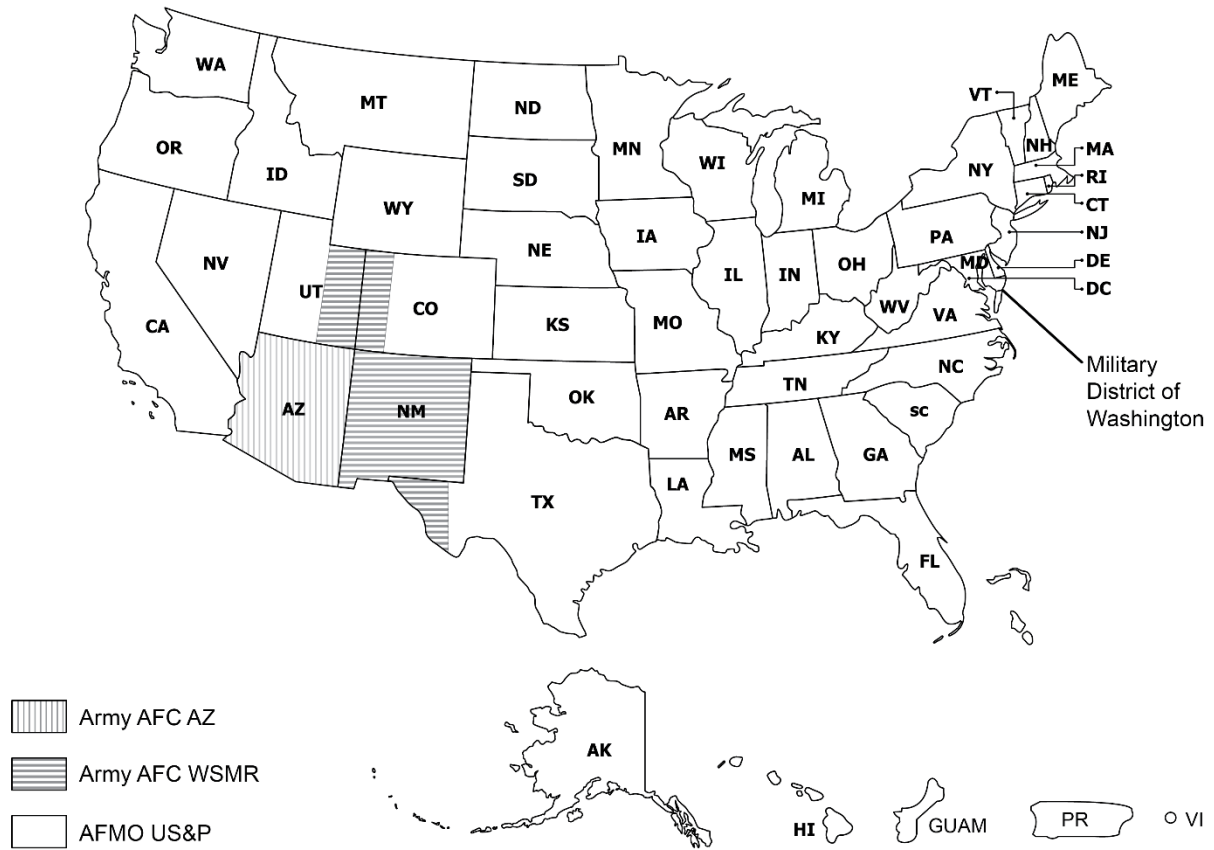 WA
MT
ND
MN
ME
VT
OR
ID
SD
WI
NH
MA
NY
RI
WY
MI
CT
IA
NE
PA
NJ
NV
UT
CO
IL
IN
OH
MD
DE
DC
WV
VA
CA
KS
MO
KY
NC
TN
Military
District of
Washington
AZ
NM
OK
AR
SC
MS
AL
GA
LA
TX
FL
Army AFC AZ
Army AFC WSMR
AFMO US&P
AK
HI
GUAM
PR
VI